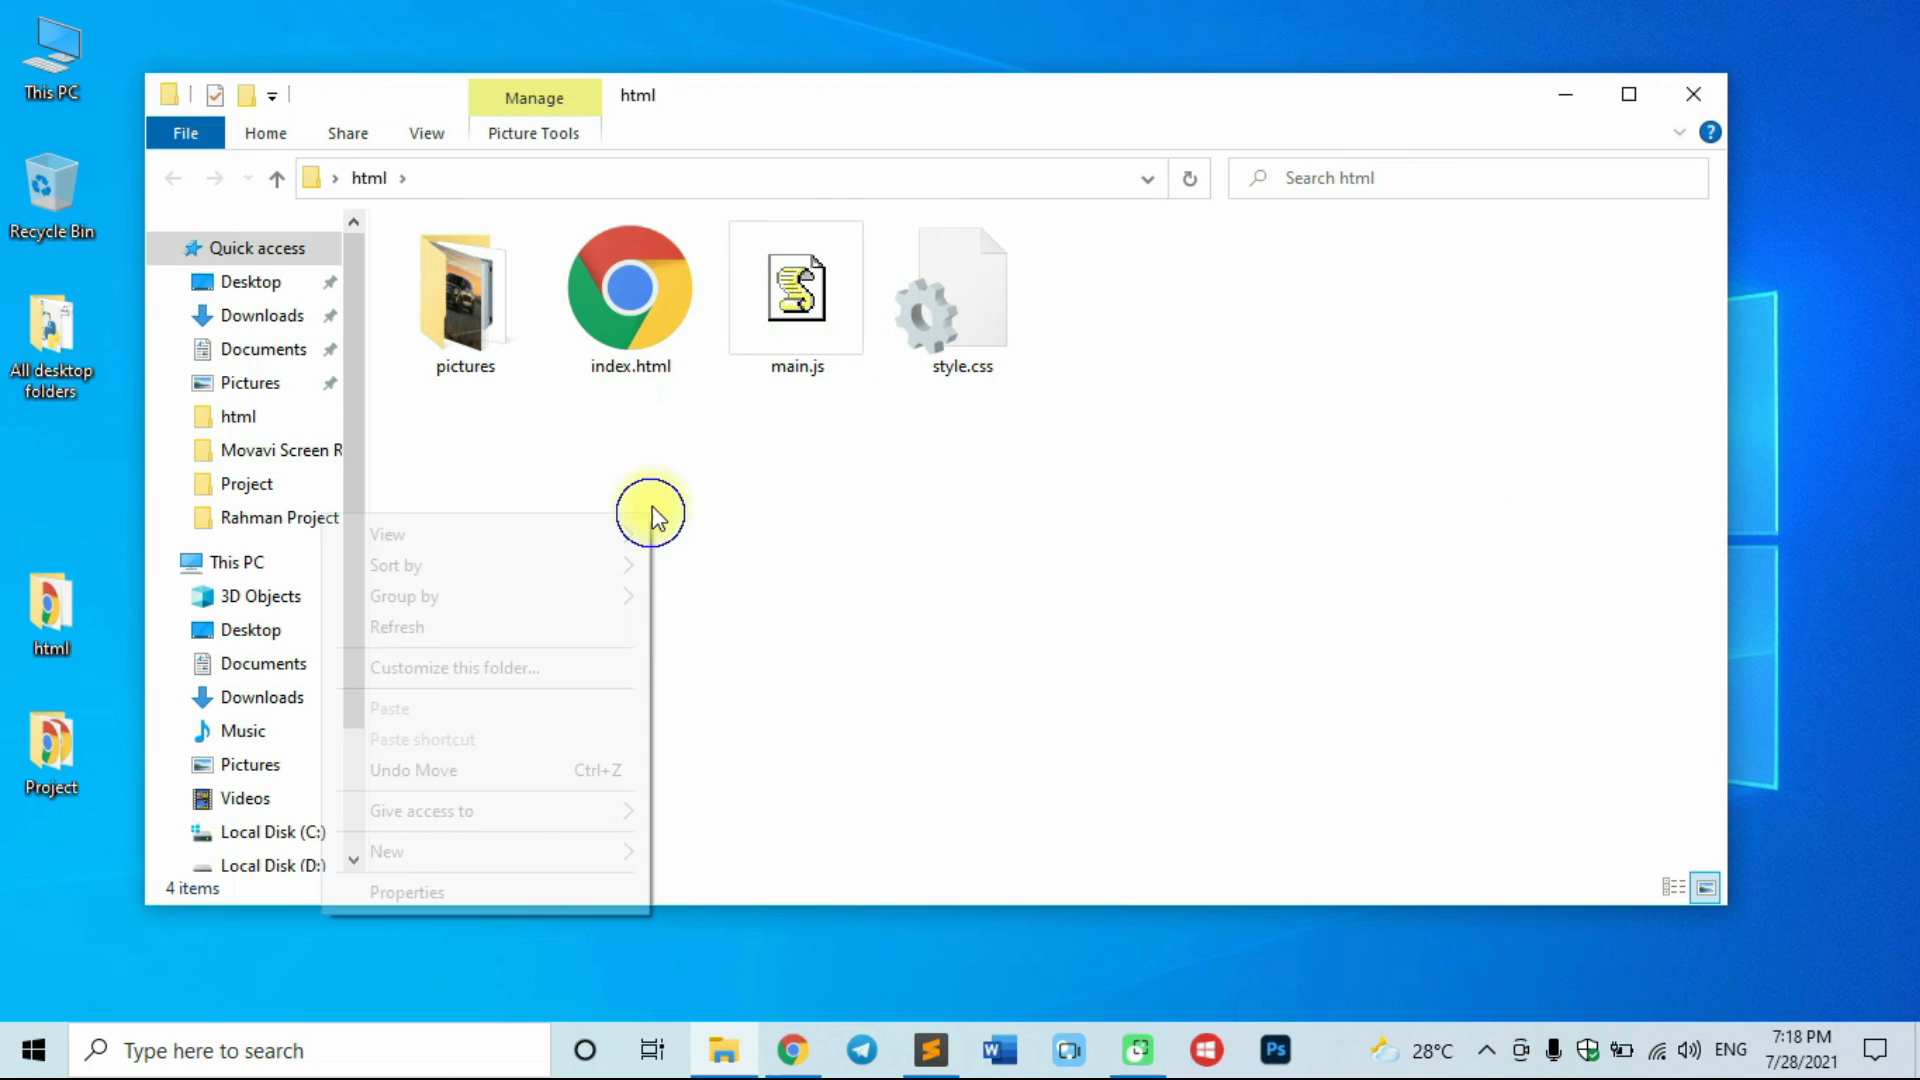 This PC
Recycle Bin
All desktop
folders
html
Project
Manage
html
File
Home
Share
View
Picture Tools
html
Search html
Quick access
Desktop
Downloads
Documents
Pictures
html
Movavi Screen R
Project
Rahman Project
This PC
3D Objects
Desktop
Documents
Downloads
Music
Pictures
Videos
Local Disk (C:)
Local Disk (D:)
4 items
pictures
index.html
main.js
style.css
View
Sort by
Group by
Refresh
Customize this folder...
Paste
Paste shortcut
Undo Move Ctrl+Z
Give access to
New
Properties
Type here to search
W
Ps
28°C
ENG
7:18 PM
7/28/2021